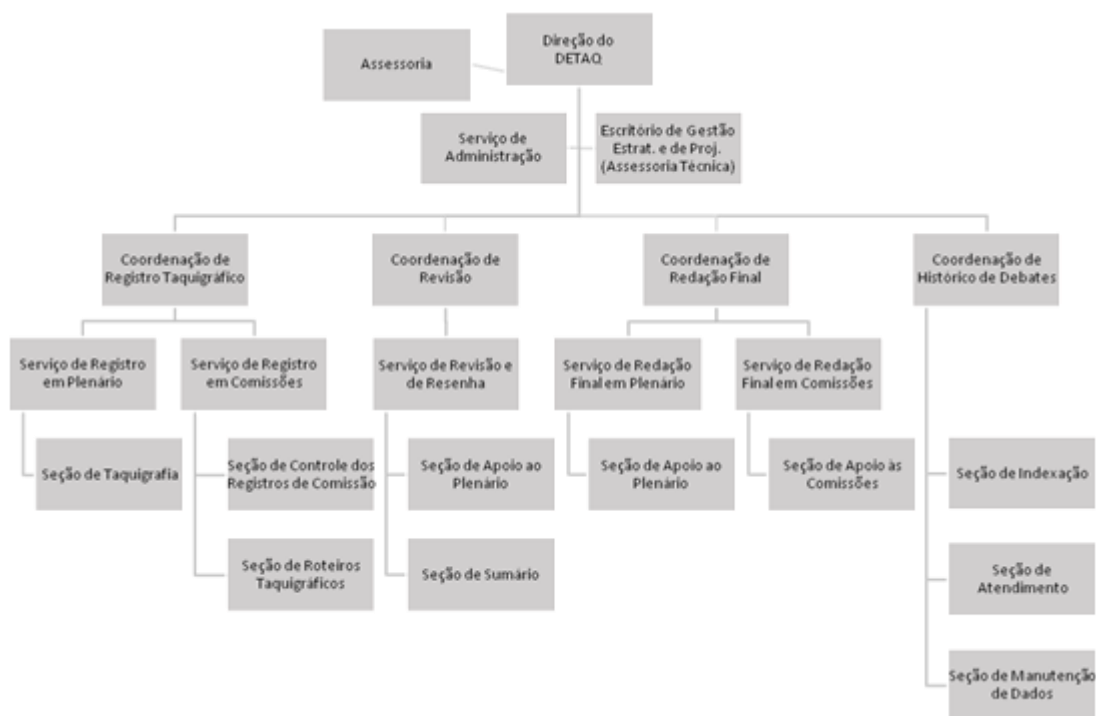 Assessoria
Direção do
DETAQ
Serviço de
Administração
Escritório de Gestão
Estrat. e de Proj.
(Assessoria Técnica)
Coordenação de
Registro Taquigráfico
Coordenação de
Revisão
Coordenação de
Redação Final
Coordenação de
Histórico de Debates
Serviço de Registro
em Plenário
Serviço de Registro
em Comissões
Serviço de Revisão e
de Resenha
Serviço de Redação
Final em Plenário
Serviço de Redação
Final em Comissões
Seção de Taquigrafia
Seção de Controle dos
Registros de Comissão
Seção de Apoio ao
Plenário
Seção de Apoio ao
Plenário
Seção de Apoio às
Comissões
Seção de Indexação
Seção de Roteiros
Taquigráficos
Seção de Sumário
Seção de
Atendimento
Seção de Manutenção
de Dados